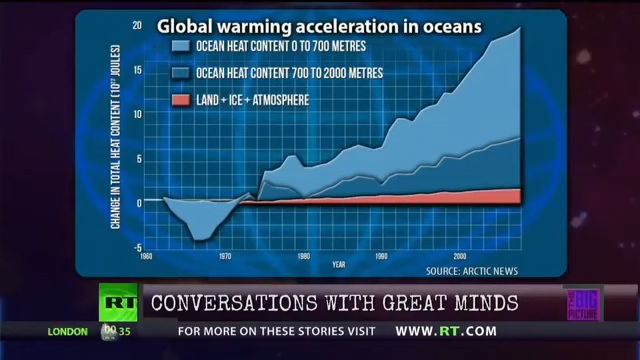 Global warming acceleration in oceans
20
OCEAN HEAT CONTENT 0 TO 700 METRES
OCEAN HEAT CONTENT 700 TO 2000 METRES
LAND + ICE + ATMOSPHERE
15
10
5
0
-5
CHANGE IN TOTAL HEAT CONTENT (10²² JOULES)
1960
1970
1980
1990
2000
YEAR
SOURCE: ARCTIC NEWS
RT
CONVERSATIONS WITH GREAT MINDS
THE BIG PICTURE
LONDON
00 35
FOR MORE ON THESE STORIES VISIT WWW.RT.COM